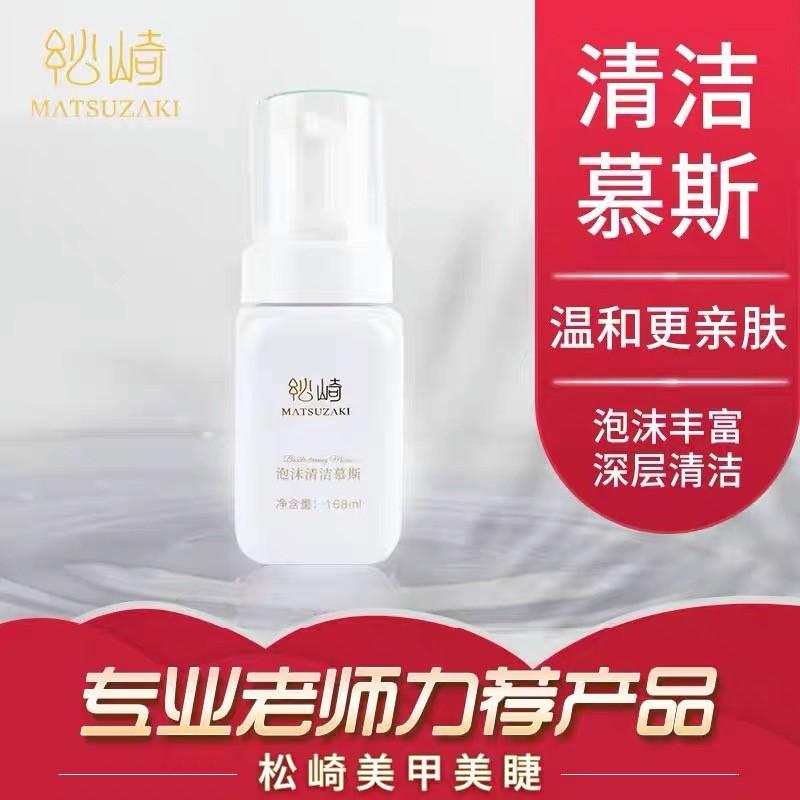 松崎
MATSUZAKI
清洁
慕斯
温和更亲肤
泡沫丰富
深层清洁
松崎
MATSUZAKI
泡沫清洁慕斯
净含量：168ml
专业老师力荐产品
松崎美甲美睫